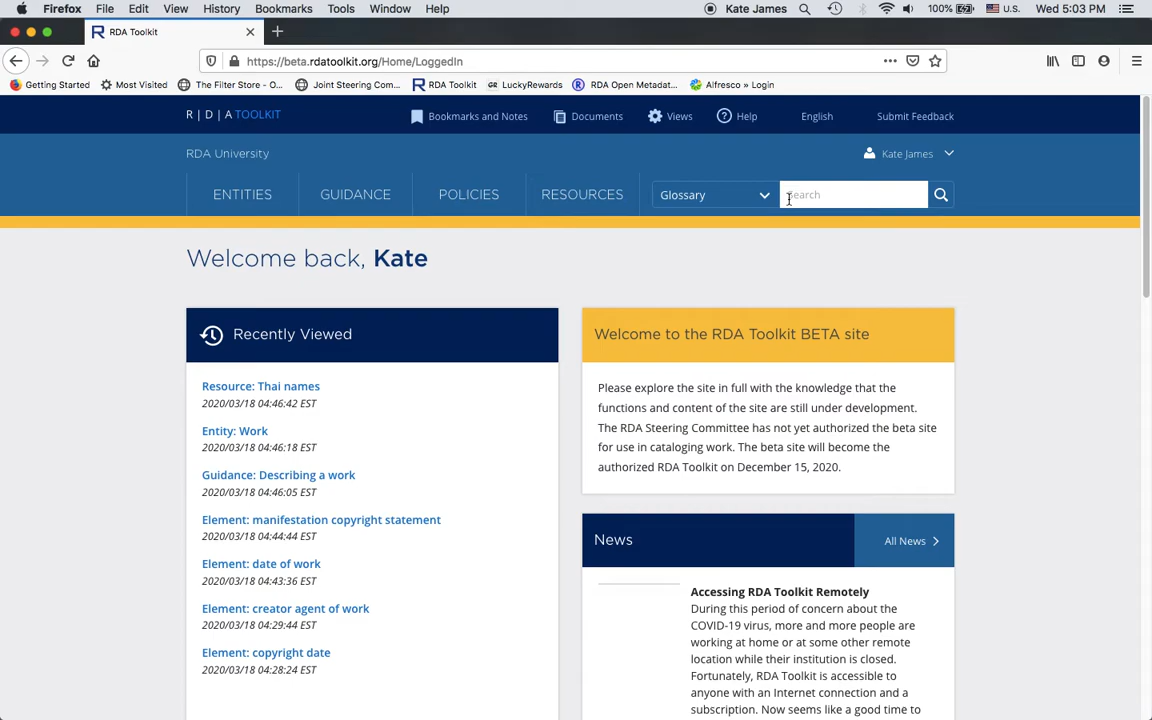 Firefox File Edit View History Bookmarks Tools Window Help Kate James 100% U.S. Wed 5:03 PM
RDA Toolkit
https://beta.rdatoolkit.org/Home/LoggedIn
Getting Started Most Visited The Filter Store - O... Joint Steering Com... RDA Toolkit GR LuckyRewards RDA Open Metadat... Alfresco » Login
R | D | A TOOLKIT Bookmarks and Notes Documents Views Help English Submit Feedback
RDA University Kate James
ENTITIES GUIDANCE POLICIES RESOURCES Glossary Search
Welcome back, Kate
Recently Viewed
Resource: Thai names
2020/03/18 04:46:42 EST
Entity: Work
2020/03/18 04:46:18 EST
Guidance: Describing a work
2020/03/18 04:46:05 EST
Element: manifestation copyright statement
2020/03/18 04:44:44 EST
Element: date of work
2020/03/18 04:43:36 EST
Element: creator agent of work
2020/03/18 04:29:44 EST
Element: copyright date
2020/03/18 04:28:24 EST
Welcome to the RDA Toolkit BETA site
Please explore the site in full with the knowledge that the
functions and content of the site are still under development.
The RDA Steering Committee has not yet authorized the beta site
for use in cataloging work. The beta site will become the
authorized RDA Toolkit on December 15, 2020.
News All News
Accessing RDA Toolkit Remotely
During this period of concern about the
COVID-19 virus, more and more people are
working at home or at some other remote
location while their institution is closed.
Fortunately, RDA Toolkit is accessible to
anyone with an Internet connection and a
subscription. Now seems like a good time to